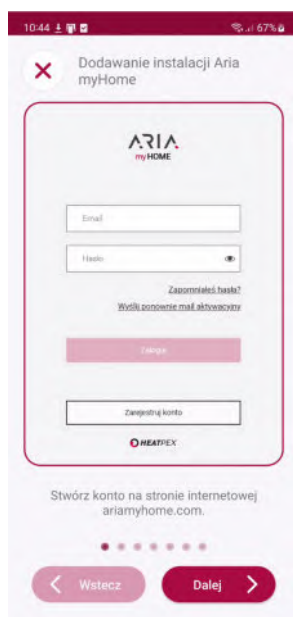 10:44 67%
Dodawanie instalacji Aria
myHome
ARIA
myHOME
Email
Hasło
Zapomniałeś hasła?
Wyślij ponownie mail aktywacyjny
Zaloguj
Zarejestruj konto
HEATPEX
Stwórz konto na stronie internetowej
ariamyhome.com.
Wstecz Dalej